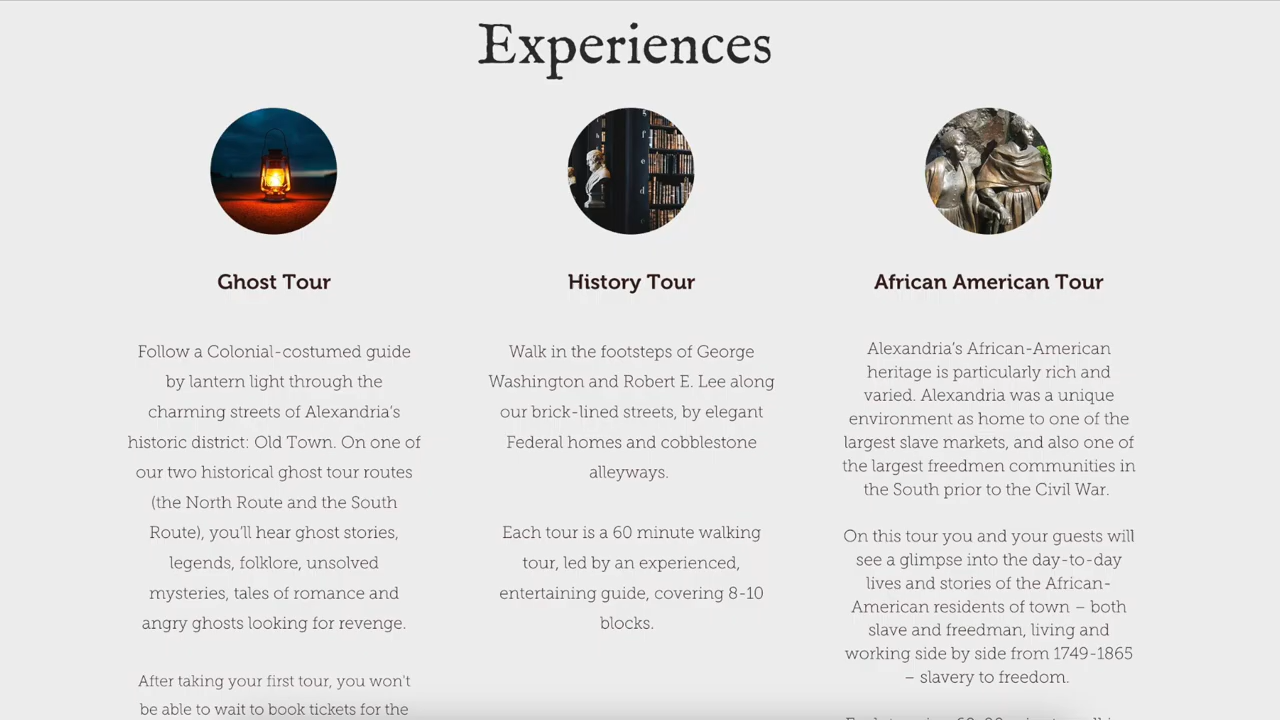 Experiences
Ghost Tour
Follow a Colonial-costumed guide
by lantern light through the
charming streets of Alexandria's
historic district: Old Town. On one of
our two historical ghost tour routes
(the North Route and the South
Route), you'll hear ghost stories,
legends, folklore, unsolved
mysteries, tales of romance and
angry ghosts looking for revenge.
After taking your first tour, you won't
be able to wait to book tickets for the
History Tour
Walk in the footsteps of George
Washington and Robert E. Lee along
our brick-lined streets, by elegant
Federal homes and cobblestone
alleyways.
Each tour is a 60 minute walking
tour, led by an experienced,
entertaining guide, covering 8-10
blocks.
African American Tour
Alexandria's African-American
heritage is particularly rich and
varied. Alexandria was a unique
environment as home to one of the
largest slave markets, and also one of
the largest freedmen communities in
the South prior to the Civil War.
On this tour you and your guests will
see a glimpse into the day-to-day
lives and stories of the African-
American residents of town – both
slave and freedman, living and
working side by side from 1749-1865
– slavery to freedom.